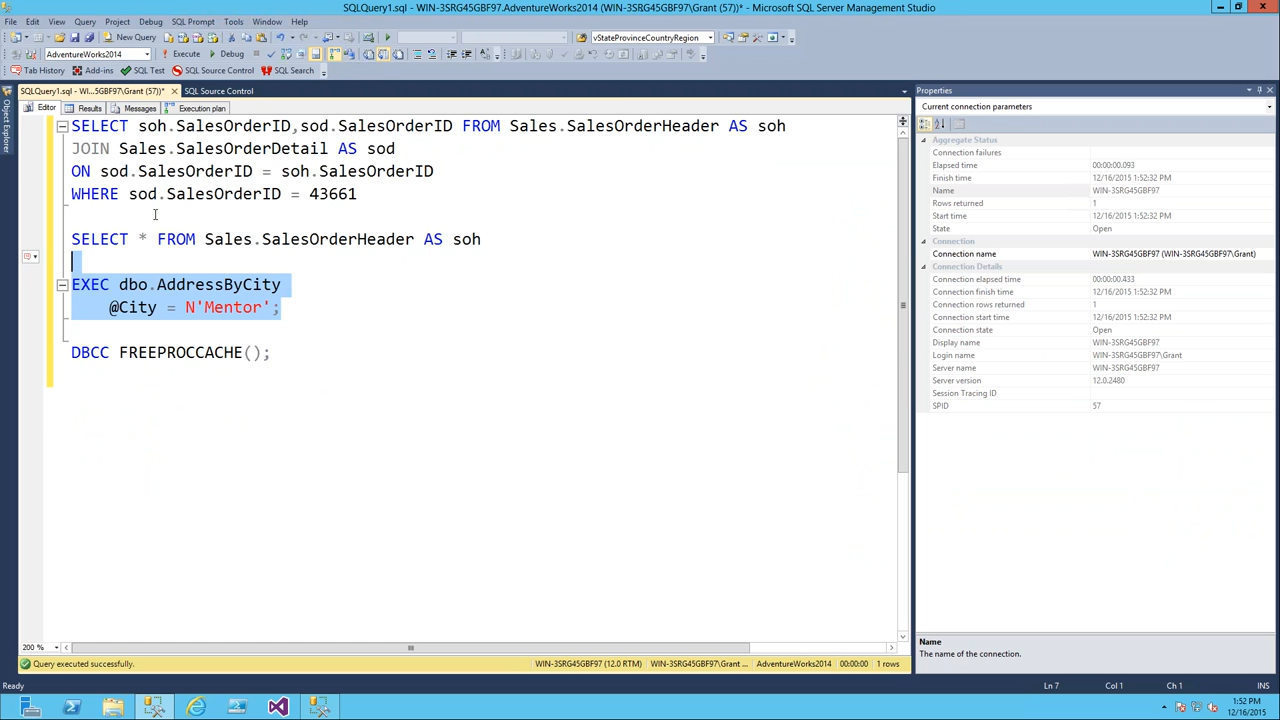 SQLQuery1.sql - WIN-3SRG45GBF97.AdventureWorks2014 (WIN-3SRG45GBF97\Grant (57))* - Microsoft SQL Server Management Studio
File Edit View Query Project Debug SQL Prompt Tools Window Help
New Query vStateProvinceCountryRegion
AdventureWorks2014 Execute Debug
Tab History Add-ins SQL Test SQL Source Control SQL Search
SQLQuery1.sql - WI...5GBF97\Grant (57))* SQL Source Control
Object Explorer
Editor Results Messages Execution plan
SELECT soh.SalesOrderID,sod.SalesOrderID FROM Sales.SalesOrderHeader AS soh
JOIN Sales.SalesOrderDetail AS sod
ON sod.SalesOrderID = soh.SalesOrderID
WHERE sod.SalesOrderID = 43661
SELECT * FROM Sales.SalesOrderHeader AS soh
EXEC dbo.AddressByCity
@City = N'Mentor';
DBCC FREEPROCCACHE();
200 %
Query executed successfully. WIN-3SRG45GBF97 (12.0 RTM) WIN-3SRG45GBF97\Grant ... AdventureWorks2014 00:00:00 1 rows
Properties
Current connection parameters
Aggregate Status
Connection failures
Elapsed time 00:00:00.093
Finish time 12/16/2015 1:52:32 PM
Name WIN-3SRG45GBF97
Rows returned 1
Start time 12/16/2015 1:52:32 PM
State Open
Connection
Connection name WIN-3SRG45GBF97 (WIN-3SRG45GBF97\Grant)
Connection Details
Connection elapsed time 00:00:00.433
Connection finish time 12/16/2015 1:52:32 PM
Connection rows returned 1
Connection start time 12/16/2015 1:52:32 PM
Connection state Open
Display name WIN-3SRG45GBF97
Login name WIN-3SRG45GBF97\Grant
Server name WIN-3SRG45GBF97
Server version 12.0.2480
Session Tracing ID
SPID 57
Name
The name of the connection.
Ready Ln 7 Col 1 Ch 1 INS
1:52 PM
12/16/2015